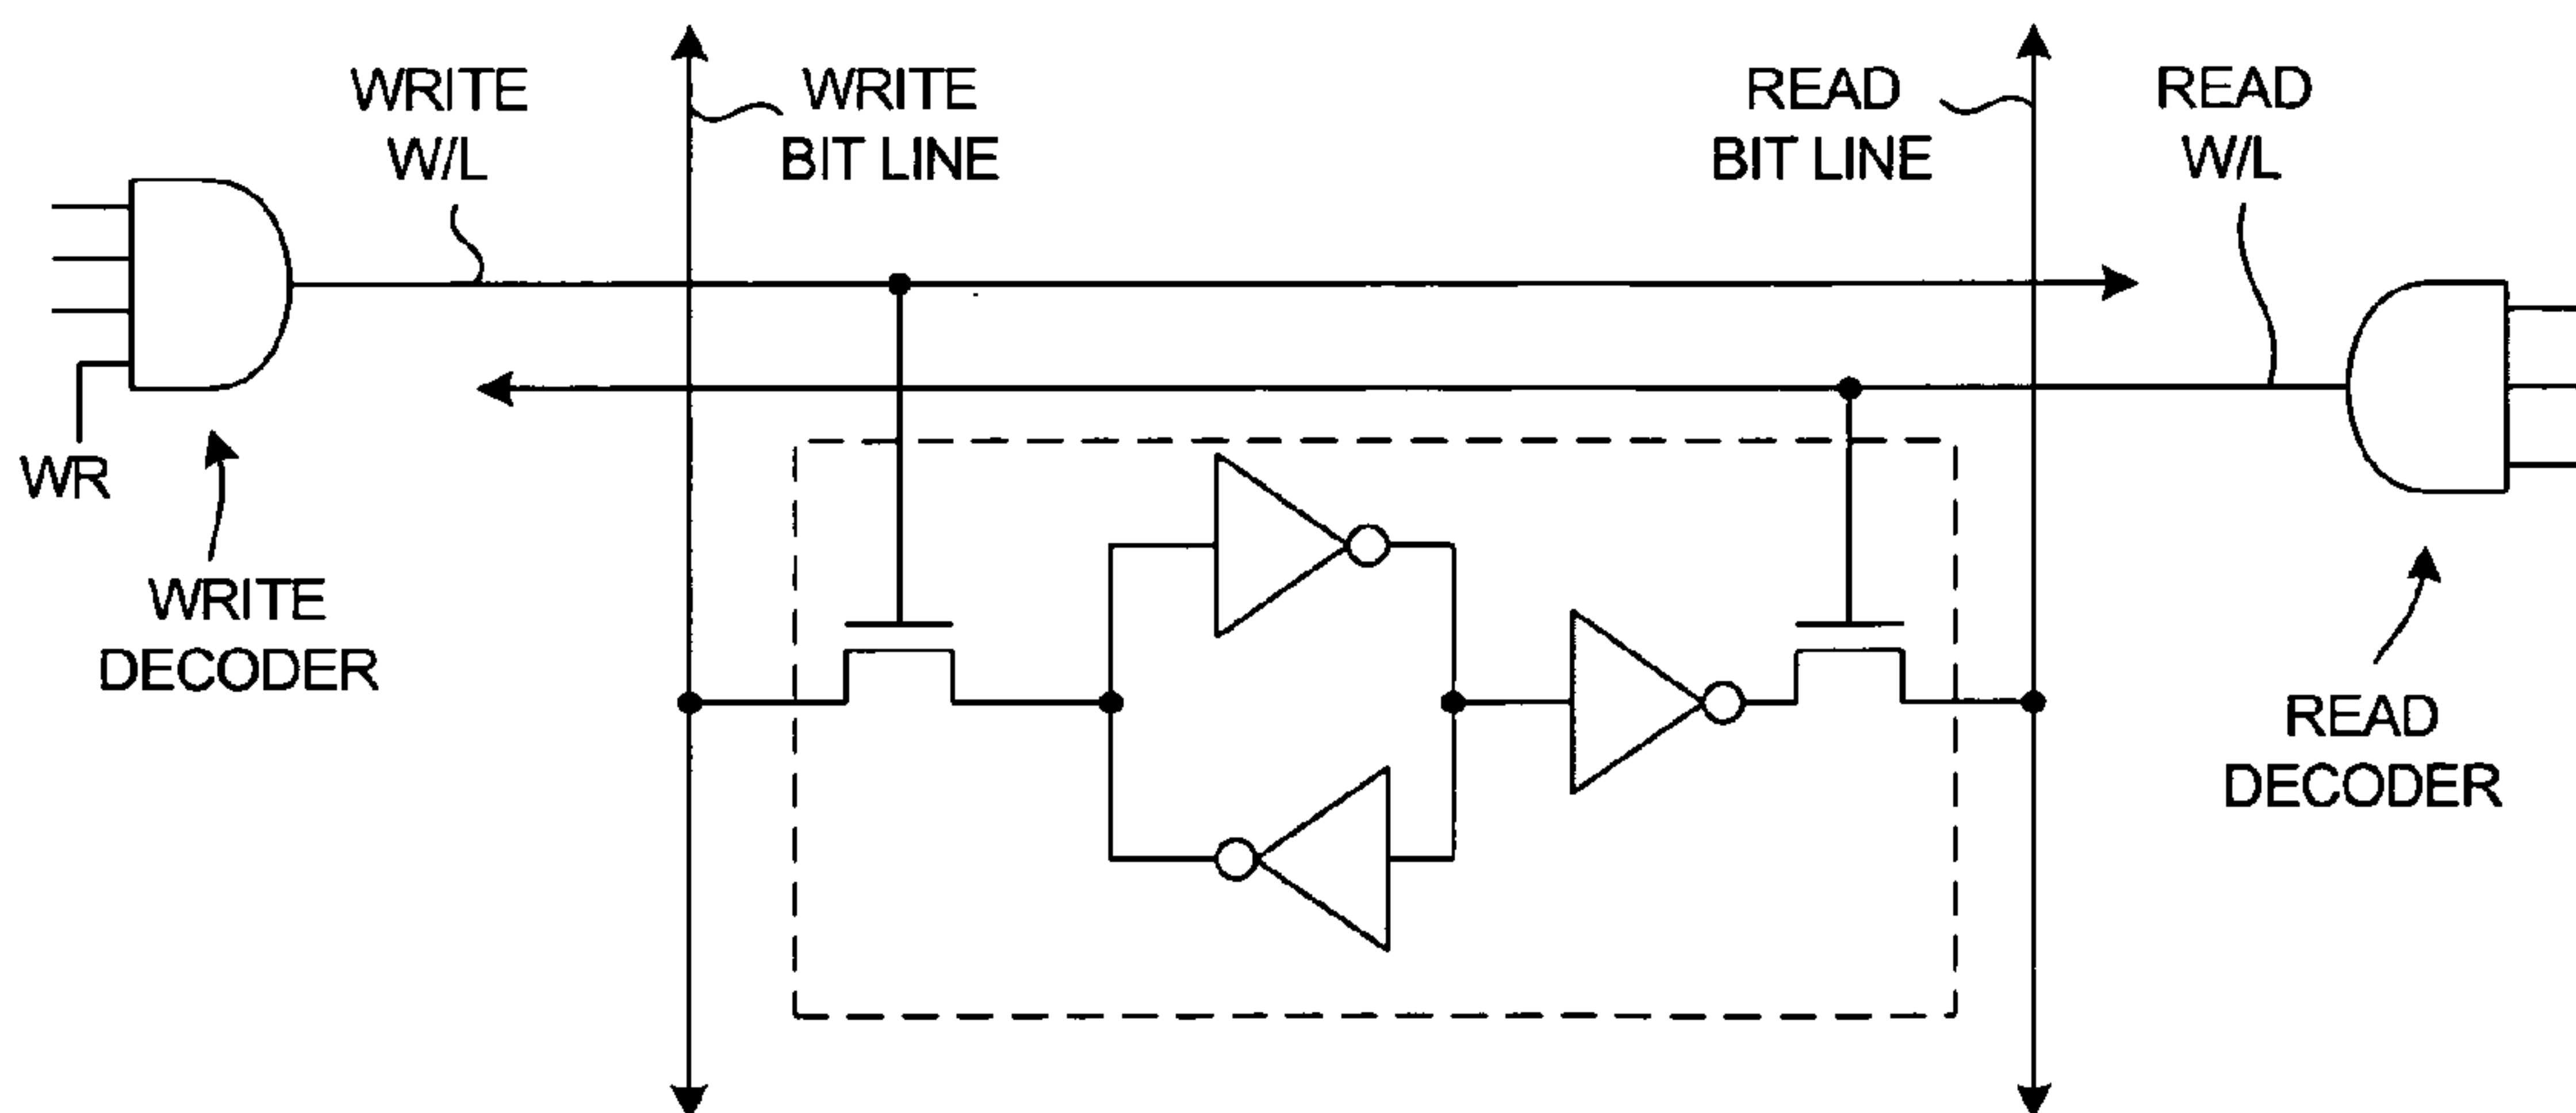 WRITE
W/L
WRITE
BIT LINE
READ
BIT LINE
READ
W/L
WR
WRITE
DECODER
READ
DECODER